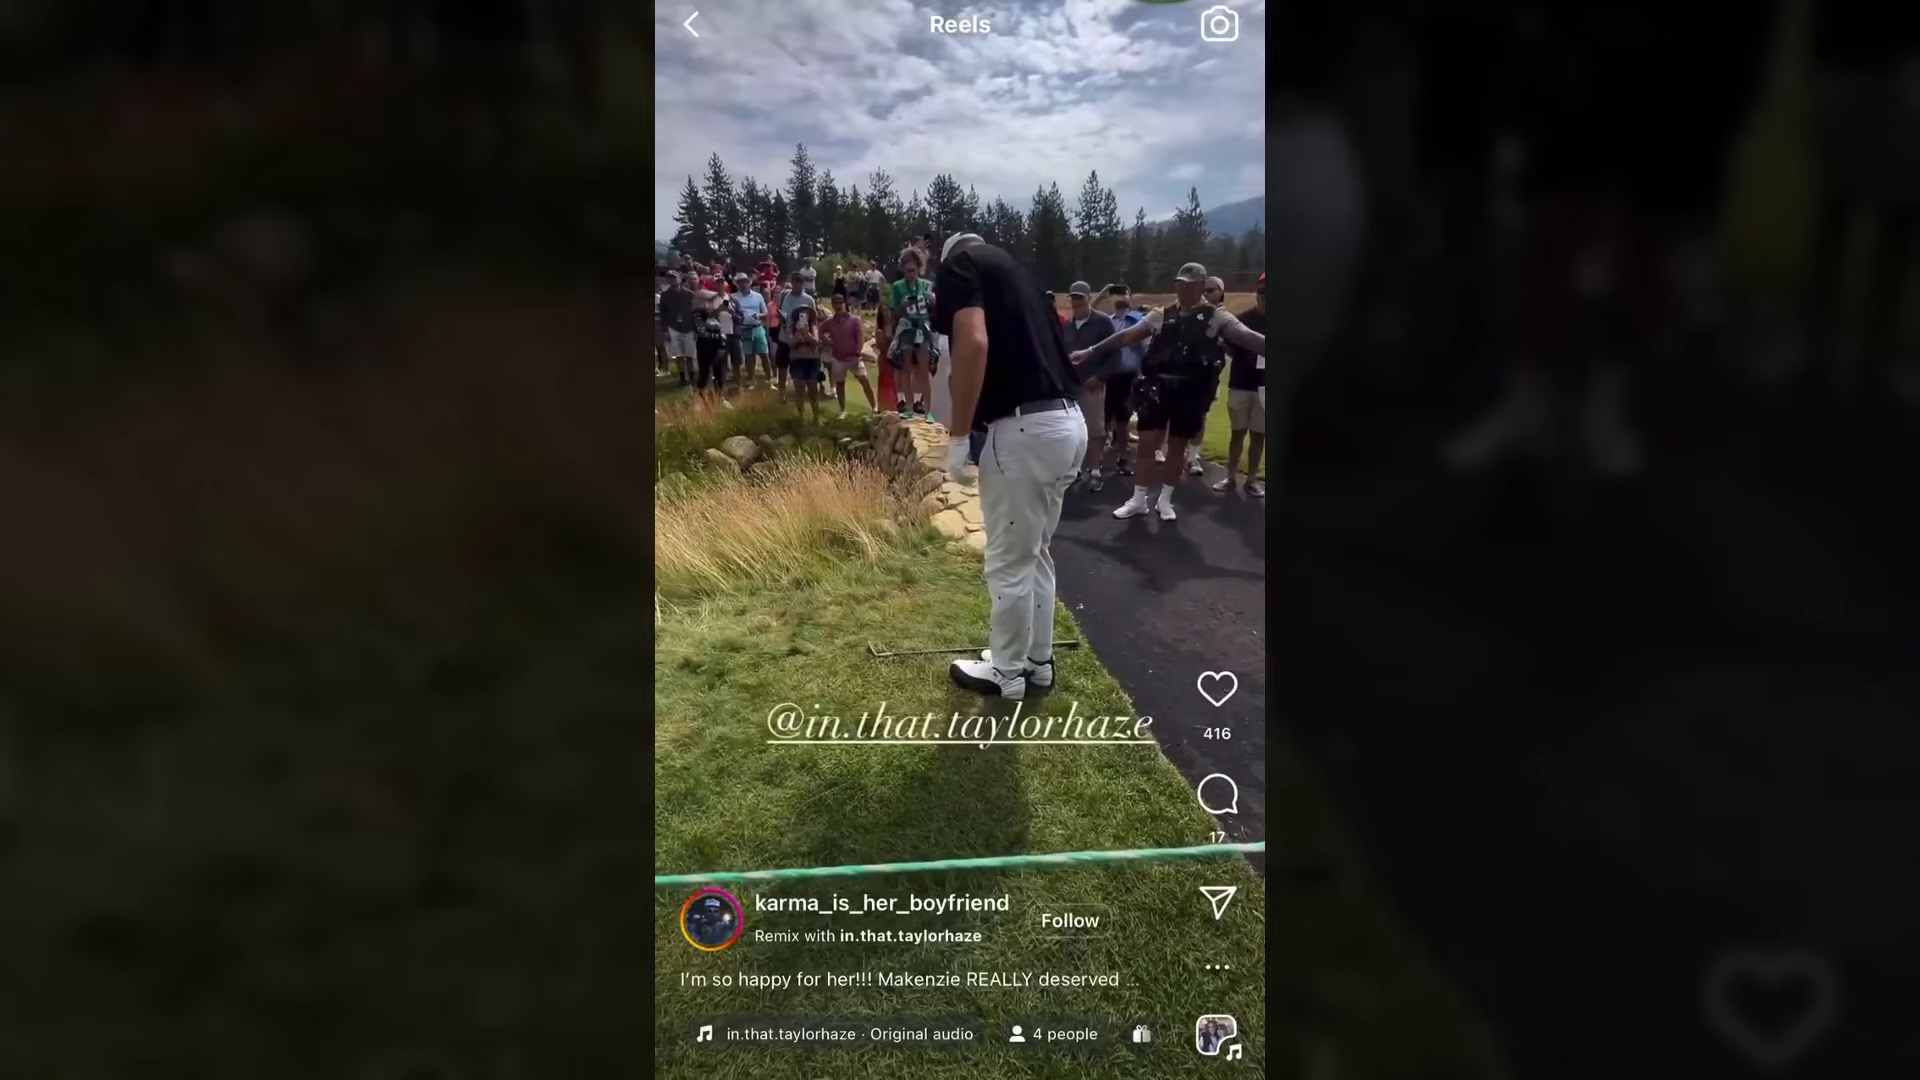 Reels
@in.that.taylorhaze
416
17
karma_is_her_boyfriend
Follow
Remix with in.that.taylorhaze
I'm so happy for her!!! Makenzie REALLY deserved ...
in.that.taylorhaze · Original audio
4 people